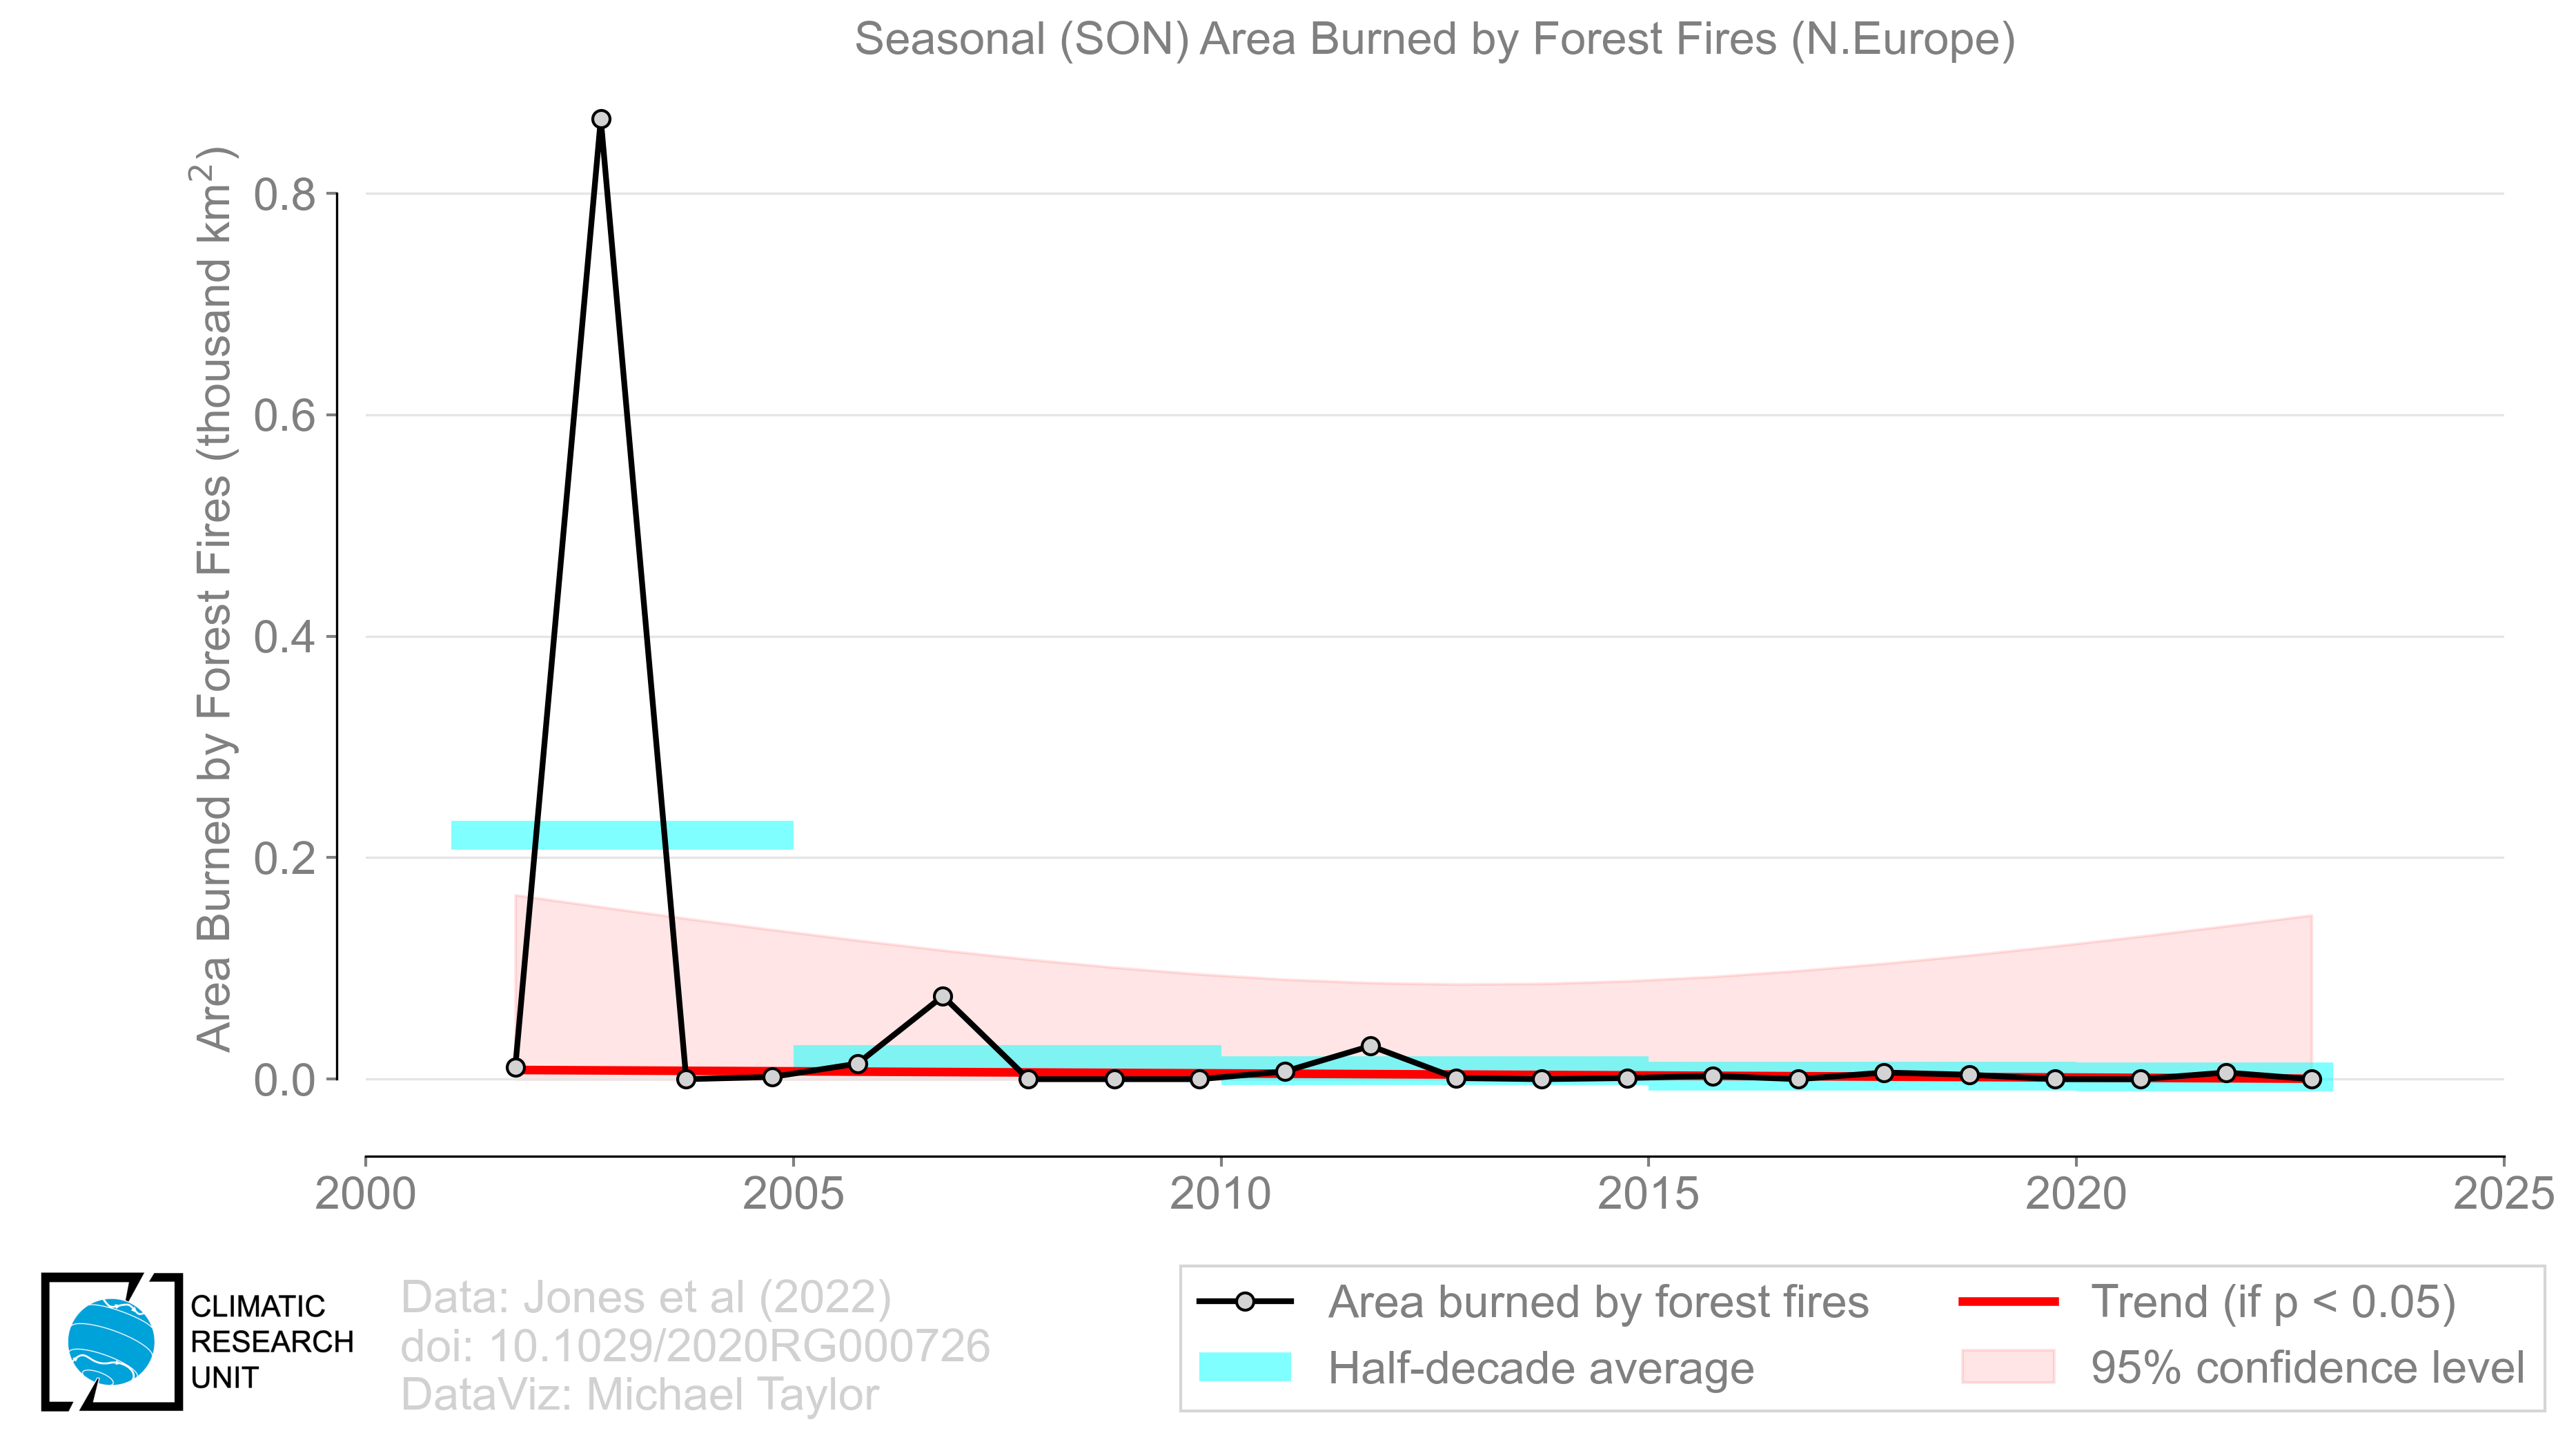 Seasonal (SON) Area Burned by Forest Fires (N.Europe)
Area Burned by Forest Fires (thousand km²)
0.8
0.6
0.4
0.2
0.0
2000
2005
2010
2015
2020
2025
CLIMATIC
RESEARCH
UNIT
Data: Jones et al (2022)
doi: 10.1029/2020RG000726
DataViz: Michael Taylor
Area burned by forest fires
Half-decade average
Trend (if p < 0.05)
95% confidence level